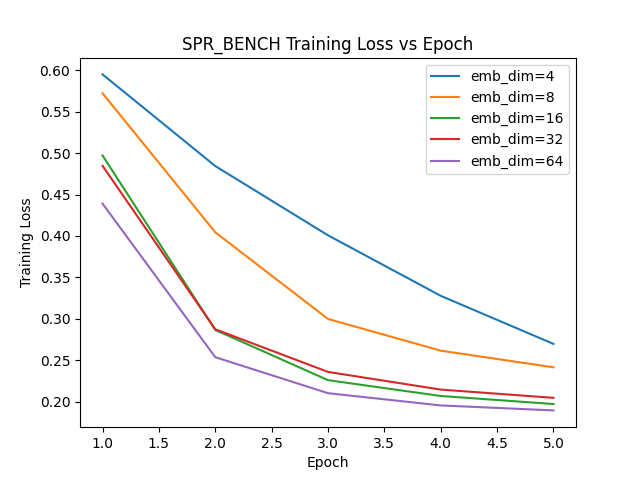 SPR_BENCH Training Loss vs Epoch
emb_dim=4
emb_dim=8
emb_dim=16
emb_dim=32
emb_dim=64
Training Loss
0.60
0.55
0.50
0.45
0.40
0.35
0.30
0.25
0.20
1.0 1.5 2.0 2.5 3.0 3.5 4.0 4.5 5.0
Epoch